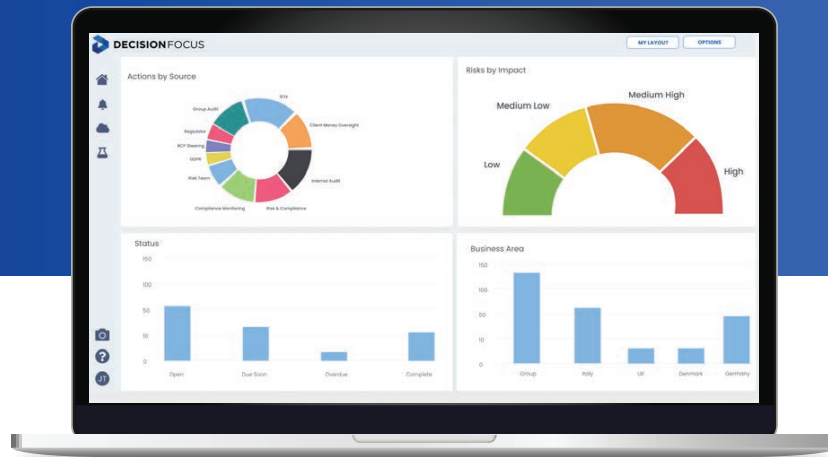 DECISIONFOCUS
MY LAYOUT
OPTIONS
Actions by Source
SOX
Client Money Oversight
Internal Audit
Risk & Compliance
Compliance Monitoring
Risk Team
GDPR
BCP Steering
Regulator
Group Audit
Risks by Impact
Low
Medium Low
Medium High
High
Status
150
100
50
10
0
Open
Due Soon
Overdue
Complete
Business Area
150
100
50
10
0
Group
Italy
UK
Denmark
Germany
JT